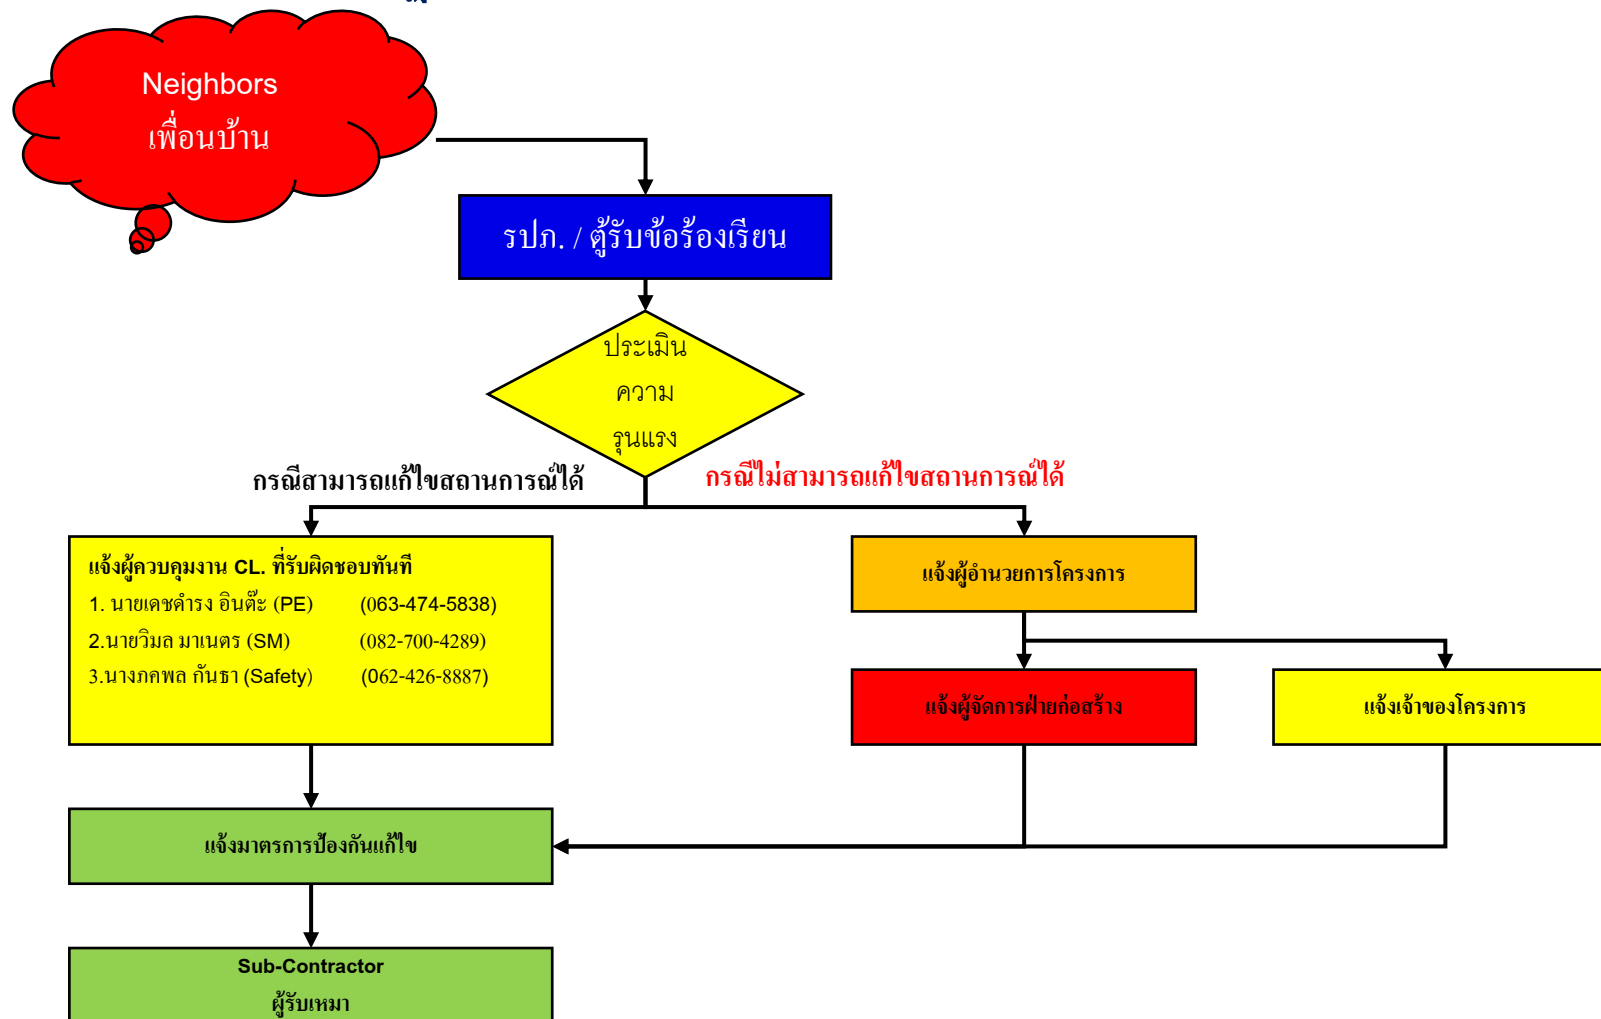 Neighbors
เพื่อนบ้าน
รปภ. / ตู้รับข้อร้องเรียน
ประเมิน
ความ
รุนแรง
กรณีสามารถแก้ไขสถานการณ์ได้
กรณีไม่สามารถแก้ไขสถานการณ์ได้
แจ้งผู้ควบคุมงาน CL. ที่รับผิดชอบทันที
1. นายเดชดำรง อินต๊ะ (PE) (063-474-5838)
2.นายวิมล มาเนตร (SM) (082-700-4289)
3.นางภคพล กันธา (Safety) (062-426-8887)
แจ้งผู้อำนวยการโครงการ
แจ้งผู้จัดการฝ่ายก่อสร้าง
แจ้งเจ้าของโครงการ
แจ้งมาตรการป้องกันแก้ไข
Sub-Contractor
ผู้รับเหมา